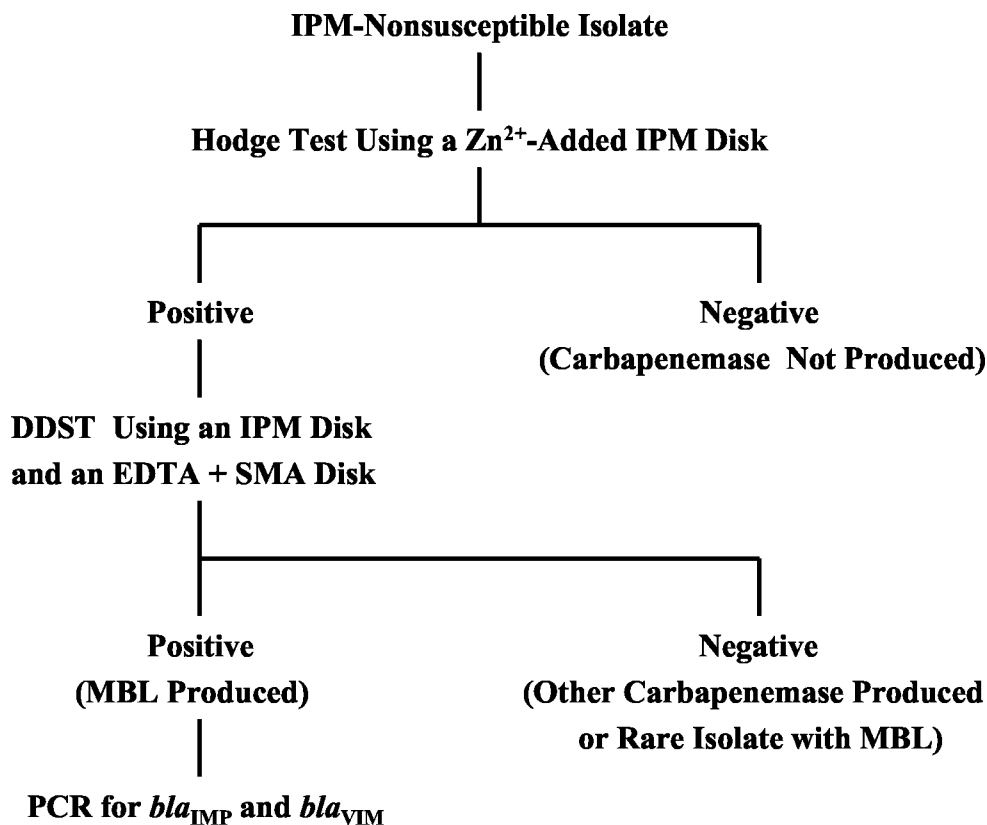 IPM-Nonsusceptible Isolate
Hodge Test Using a Zn²⁺-Added IPM Disk
Positive
Negative
(Carbapenemase Not Produced)
DDST Using an IPM Disk
and an EDTA + SMA Disk
Positive
(MBL Produced)
Negative
(Other Carbapenemase Produced
or Rare Isolate with MBL)
PCR for bla_IMP and bla_VIM